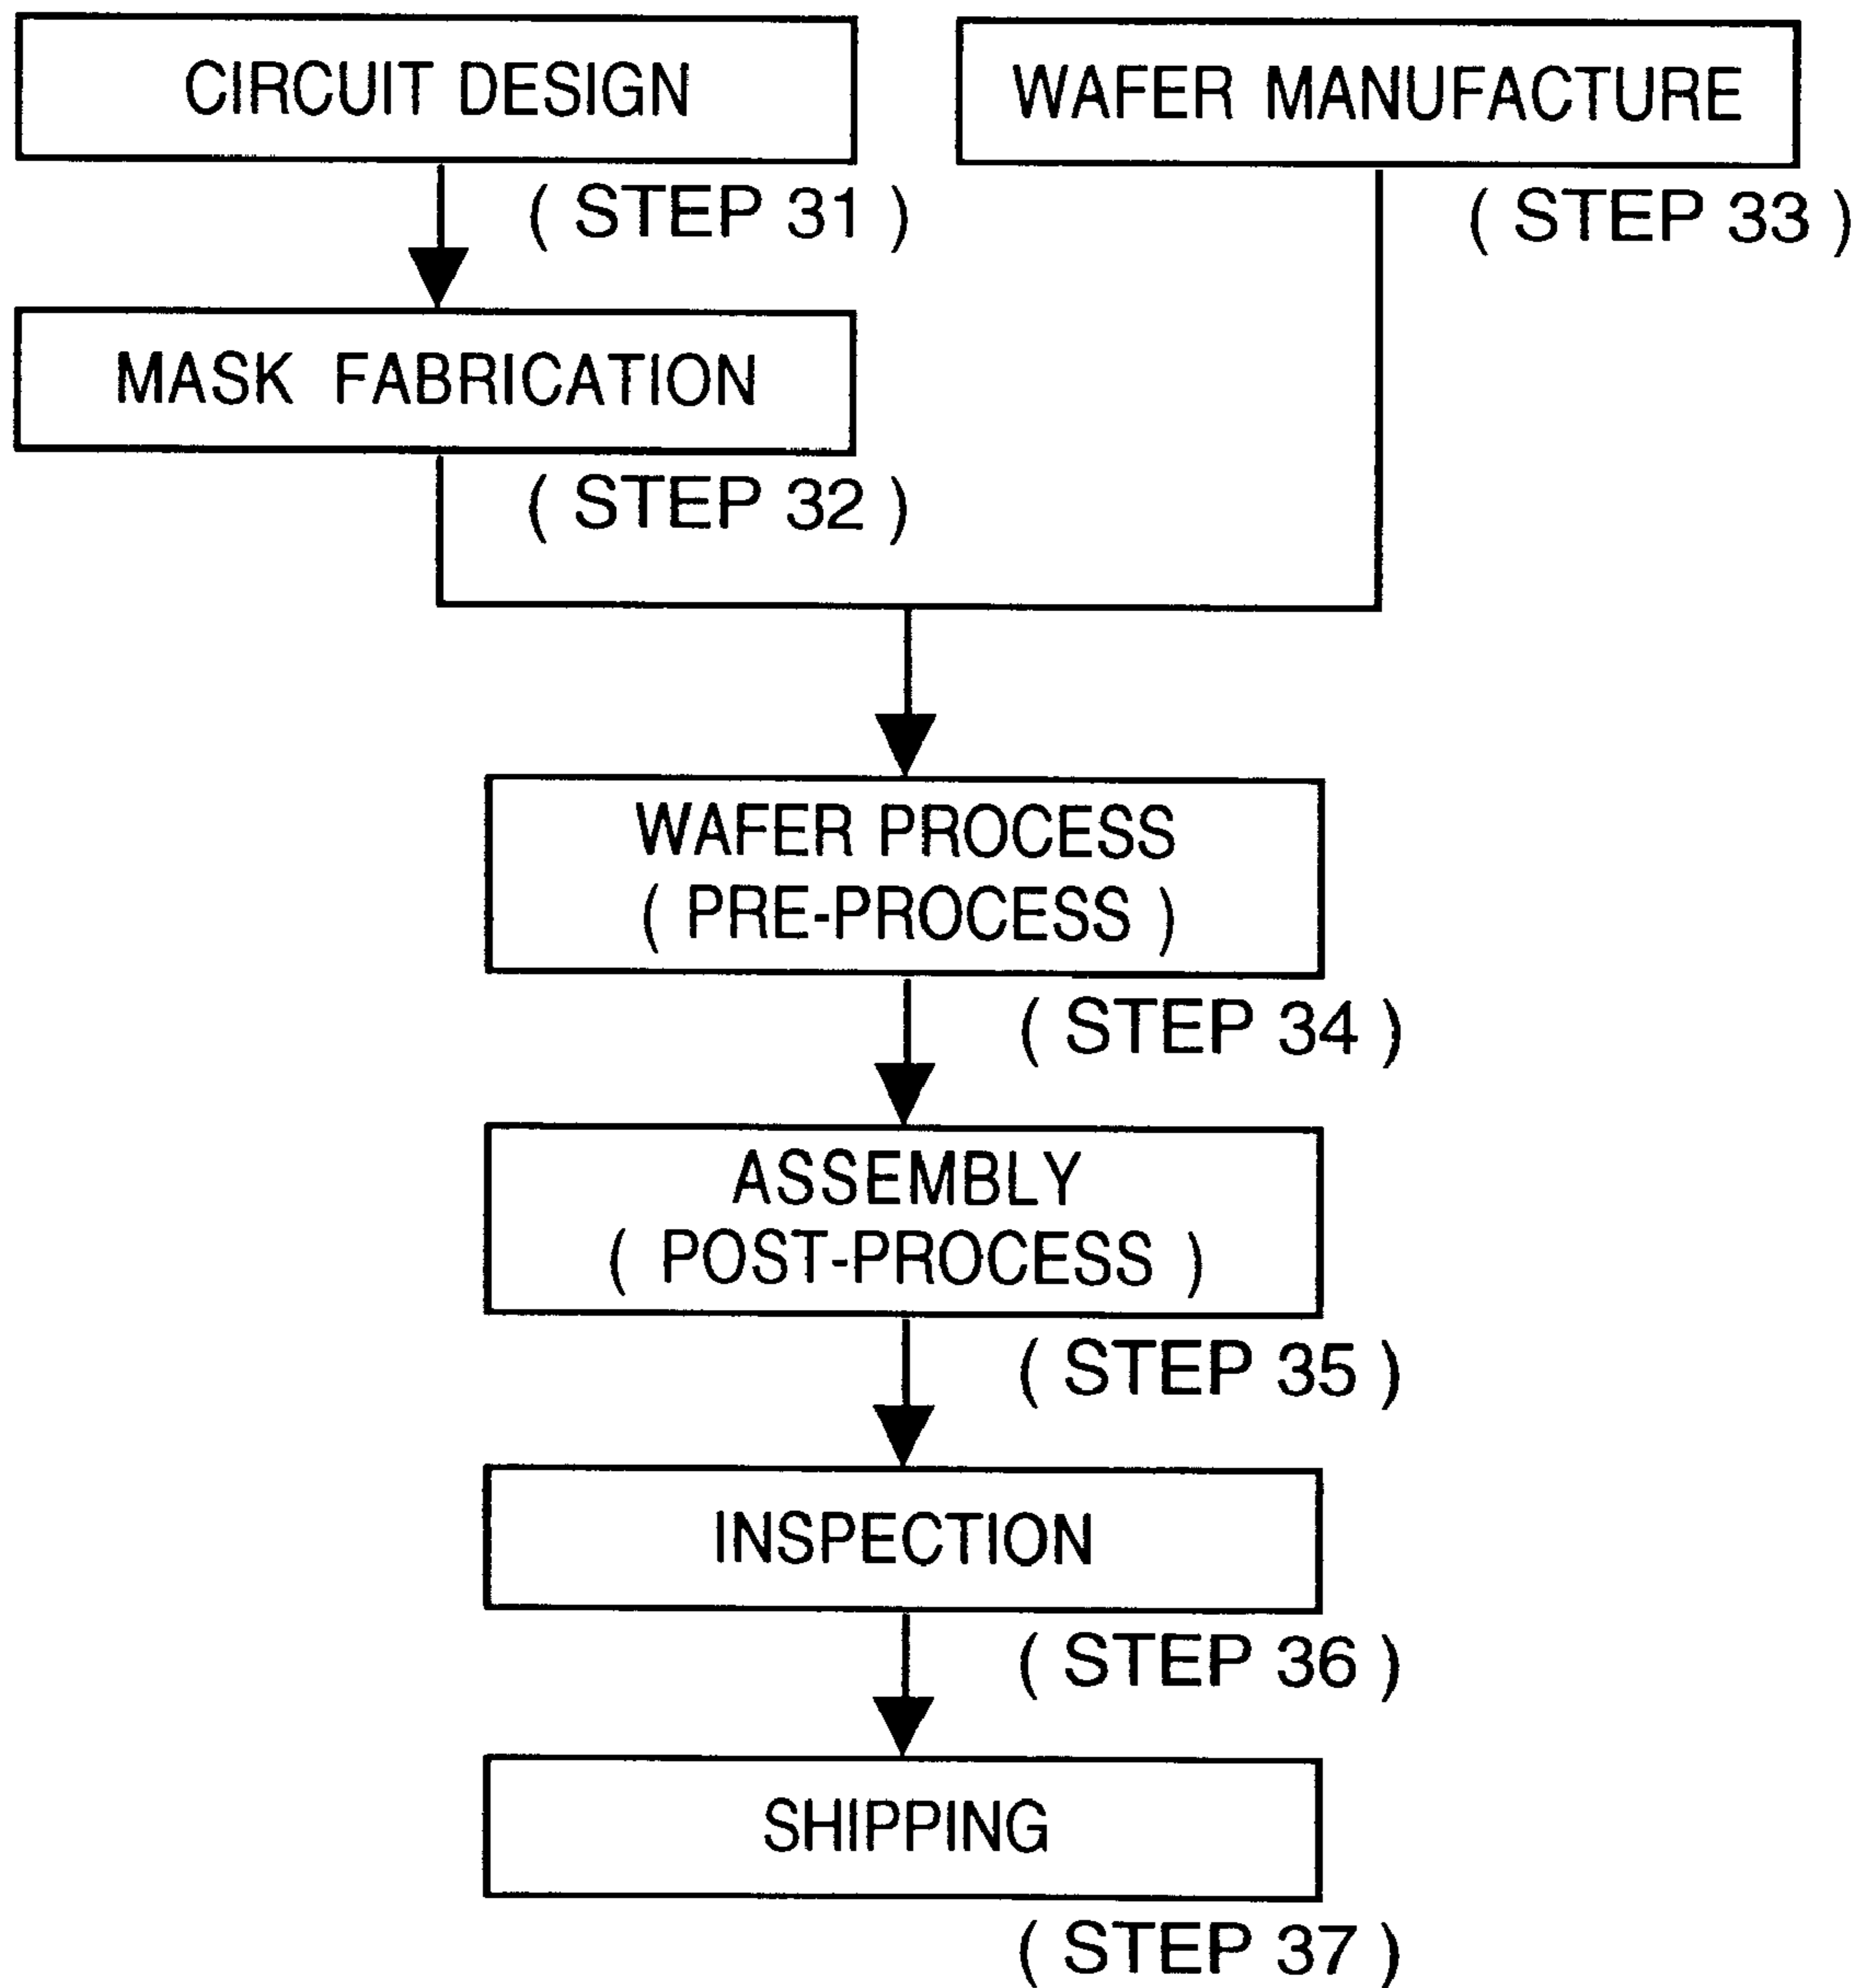 CIRCUIT DESIGN
( STEP 31 )
WAFER MANUFACTURE
( STEP 33 )
MASK FABRICATION
( STEP 32 )
WAFER PROCESS
( PRE-PROCESS )
( STEP 34 )
ASSEMBLY
( POST-PROCESS )
( STEP 35 )
INSPECTION
( STEP 36 )
SHIPPING
( STEP 37 )